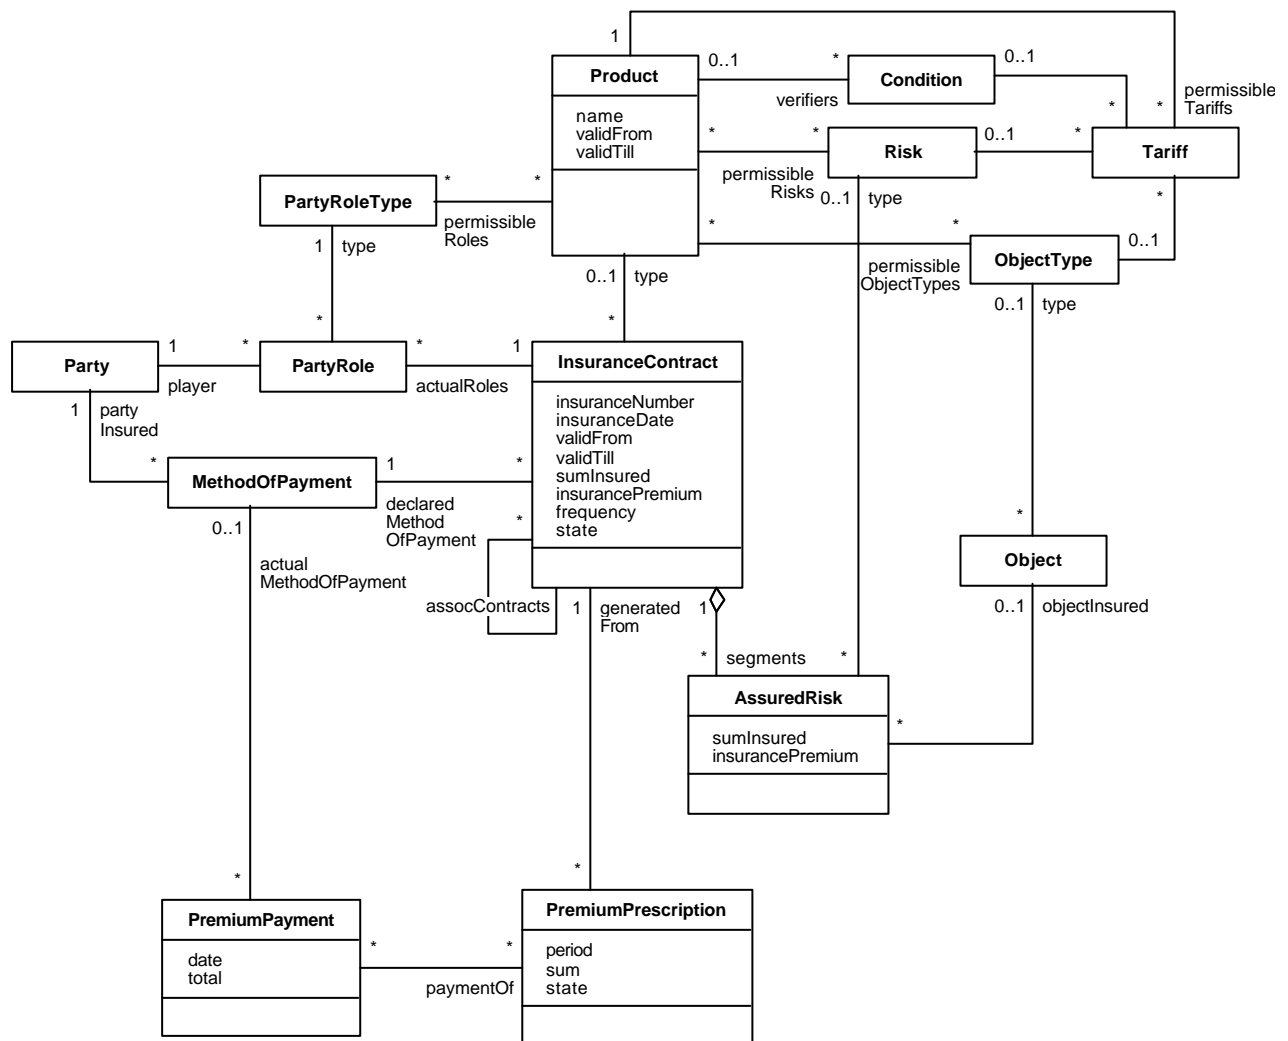 1
Product
name
validFrom
validTill
0..1
*
verifiers
Condition
0..1
*
*
permissible
Tariffs
*
*
permissible
Risks
Risk
0..1
*
Tariff
0..1
type
*
PartyRoleType
*
*
permissible
Roles
1
type
*
*
permissible
ObjectTypes
ObjectType
0..1
0..1
type
0..1
type
*
*
Party
1
*
player
PartyRole
*
1
actualRoles
InsuranceContract
insuranceNumber
insuranceDate
validFrom
validTill
sumInsured
insurancePremium
frequency
state
1
party
Insured
*
MethodOfPayment
1
*
declared
Method
OfPayment
*
0..1
actual
MethodOfPayment
assocContracts
1
generated
From
1
*
Object
0..1
objectInsured
*
segments
*
AssuredRisk
sumInsured
insurancePremium
*
*
*
PremiumPayment
date
total
*
*
paymentOf
PremiumPrescription
period
sum
state